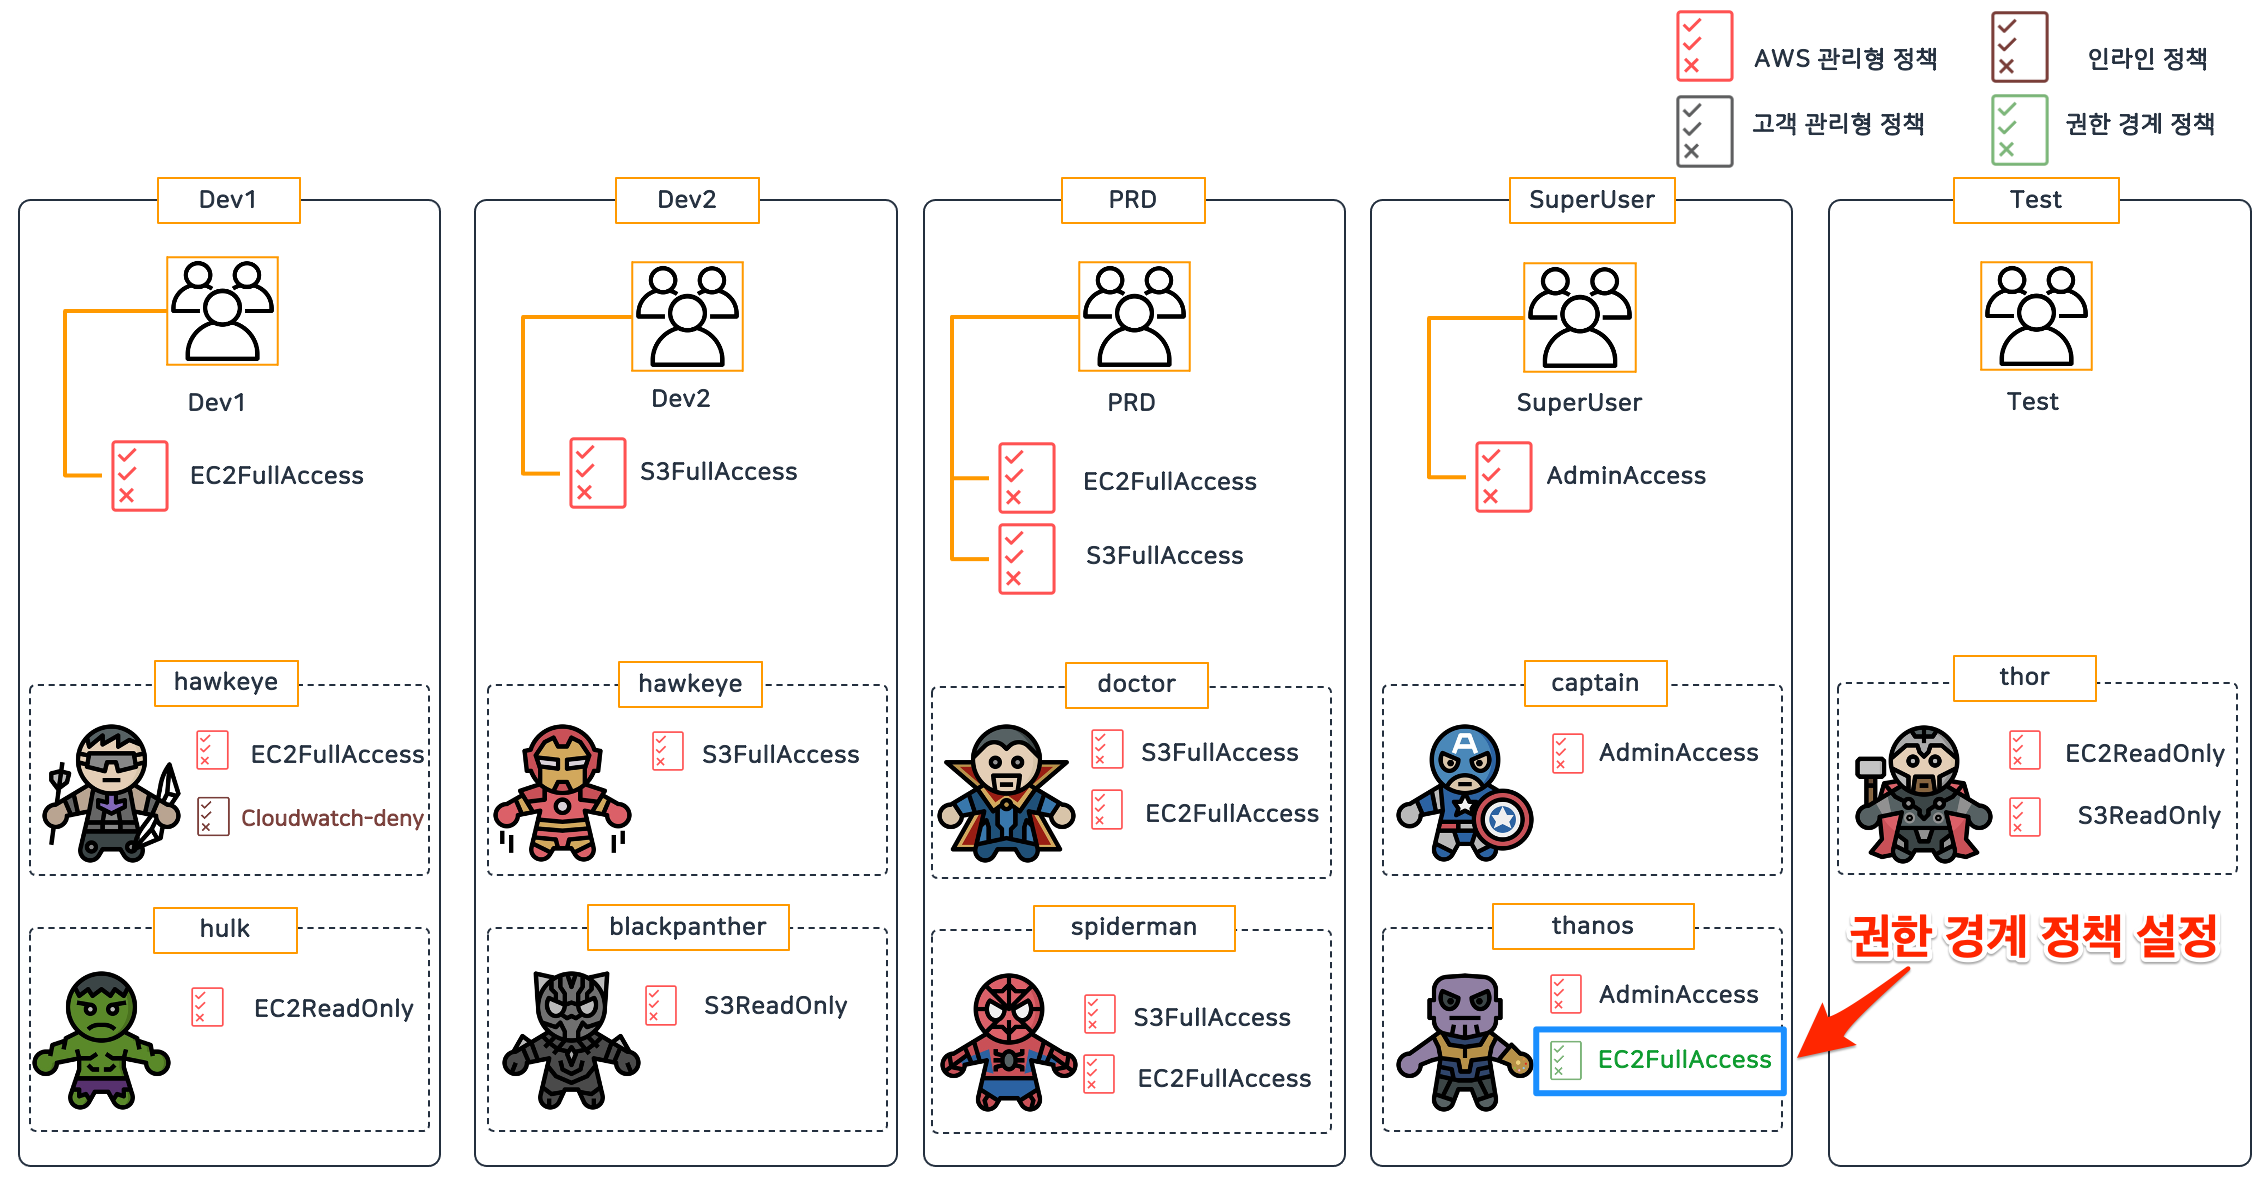 AWS 관리형 정책
인라인 정책
고객 관리형 정책
권한 경계 정책
Dev1
Dev1
EC2FullAccess
hawkeye
EC2FullAccess
Cloudwatch-deny
hulk
EC2ReadOnly
Dev2
Dev2
S3FullAccess
hawkeye
S3FullAccess
blackpanther
S3ReadOnly
PRD
PRD
EC2FullAccess
S3FullAccess
doctor
S3FullAccess
EC2FullAccess
spiderman
S3FullAccess
EC2FullAccess
SuperUser
SuperUser
AdminAccess
captain
A
AdminAccess
thanos
AdminAccess
EC2FullAccess
Test
Test
thor
EC2ReadOnly
S3ReadOnly
권한 경계 정책 설정